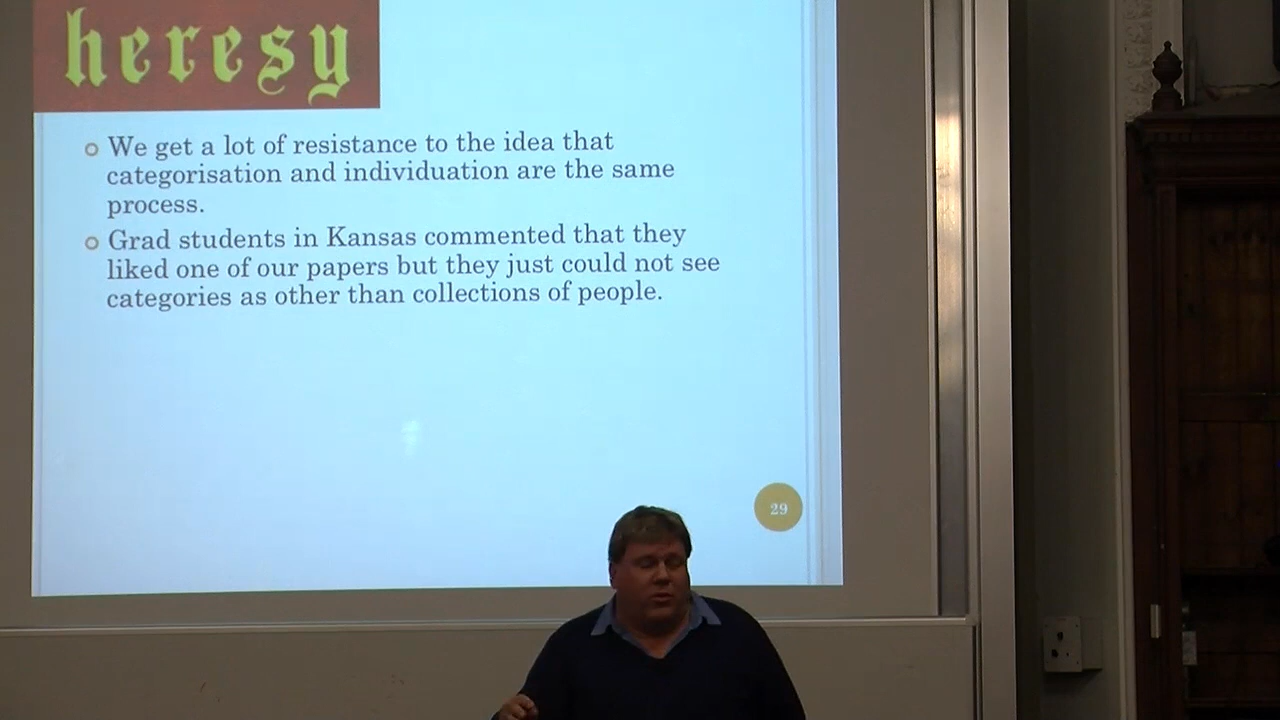 heresy
We get a lot of resistance to the idea that
categorisation and individuation are the same
process.
Grad students in Kansas commented that they
liked one of our papers but they just could not see
categories as other than collections of people.
29